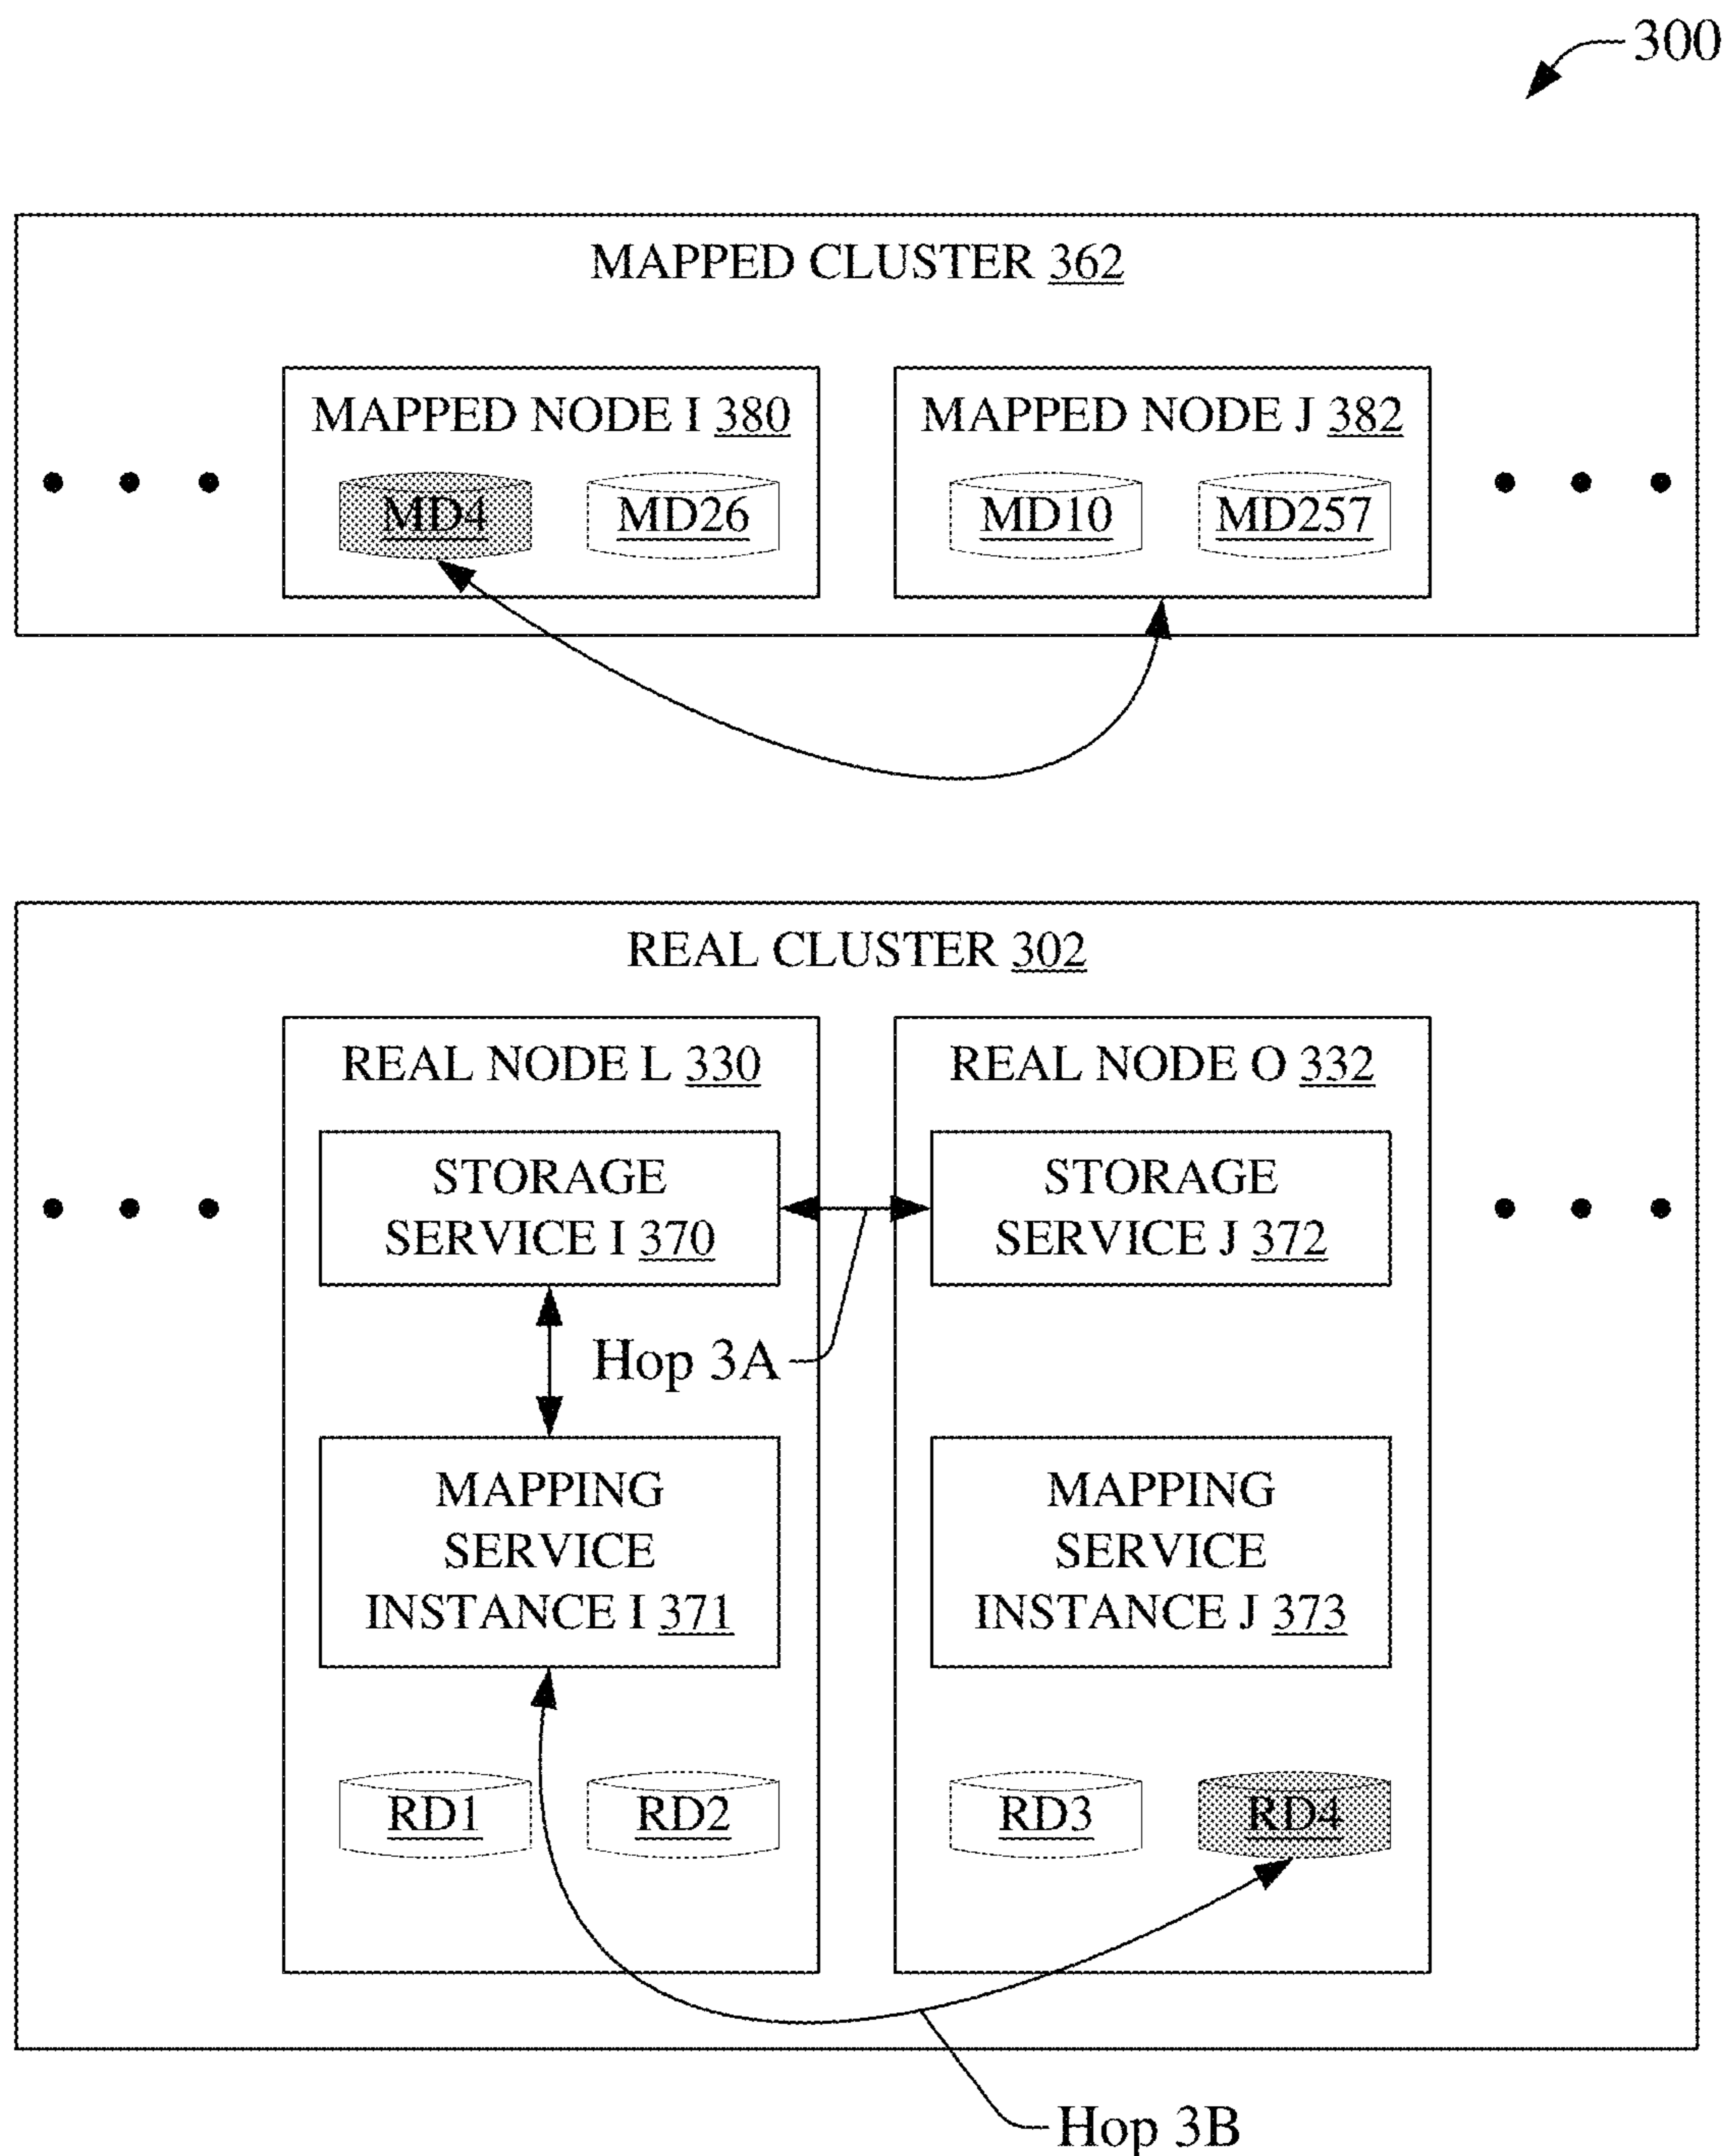 300
MAPPED CLUSTER 362
MAPPED NODE I 380
MAPPED NODE J 382
MD4
MD26
MD10
MD257
REAL CLUSTER 302
REAL NODE L 330
REAL NODE O 332
STORAGE
SERVICE I 370
STORAGE
SERVICE J 372
Hop 3A
MAPPING
SERVICE
INSTANCE I 371
MAPPING
SERVICE
INSTANCE J 373
RD1
RD2
RD3
RD4
Hop 3B